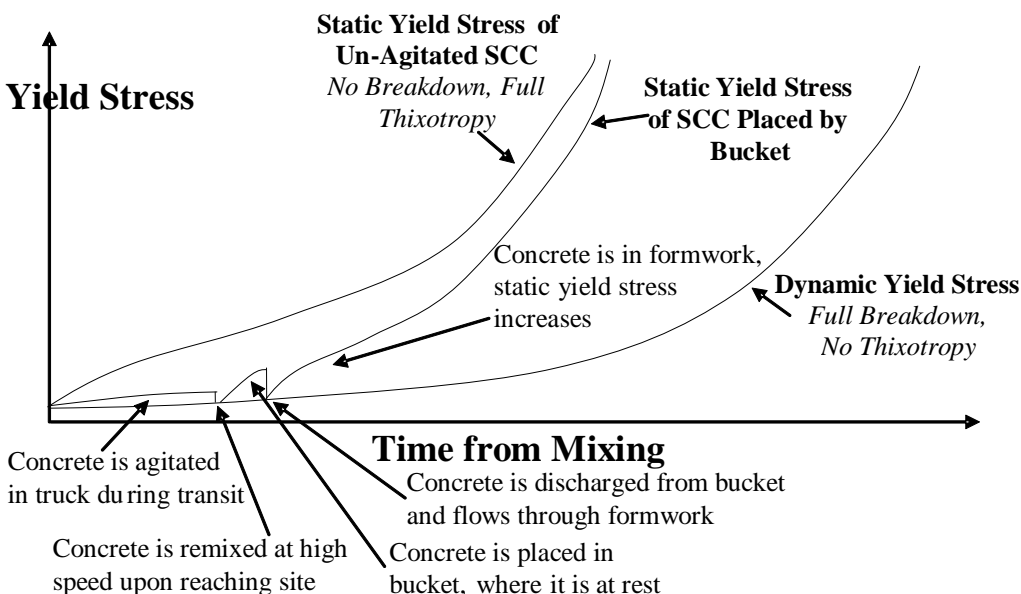 Static Yield Stress of
Un-Agitated SCC
No Breakdown, Full
Thixotropy
Yield Stress
Static Yield Stress
of SCC Placed by
Bucket
Concrete is in formwork,
static yield stress
increases
Dynamic Yield Stress
Full Breakdown,
No Thixotropy
Time from Mixing
Concrete is agitated
in truck during transit
Concrete is discharged from bucket
and flows through formwork
Concrete is remixed at high
speed upon reaching site
Concrete is placed in
bucket, where it is at rest